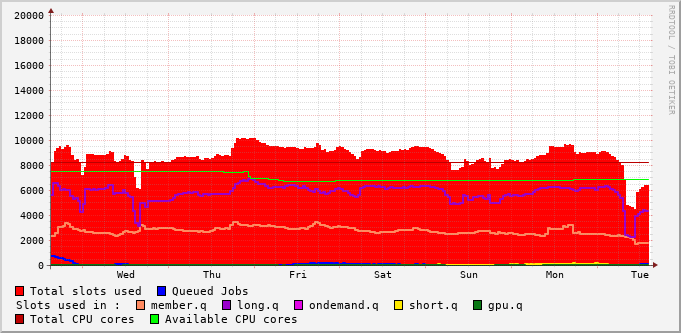 20000
18000
16000
14000
12000
10000
8000
6000
4000
2000
0
Wed Thu Fri Sat Sun Mon Tue
Total slots used Queued Jobs
Slots used in : member.q long.q ondemand.q short.q gpu.q
Total CPU cores Available CPU cores
RRDTOOL / TOBI OETIKER